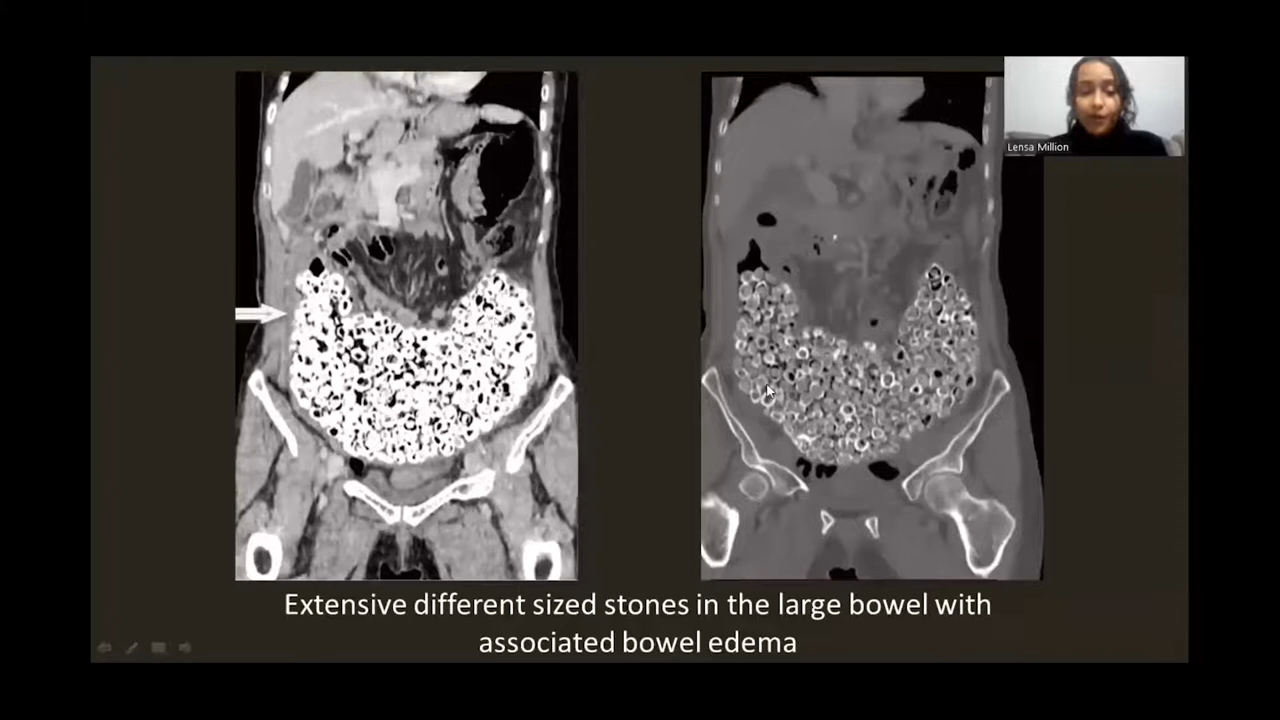 Lensa Million
Extensive different sized stones in the large bowel with
associated bowel edema